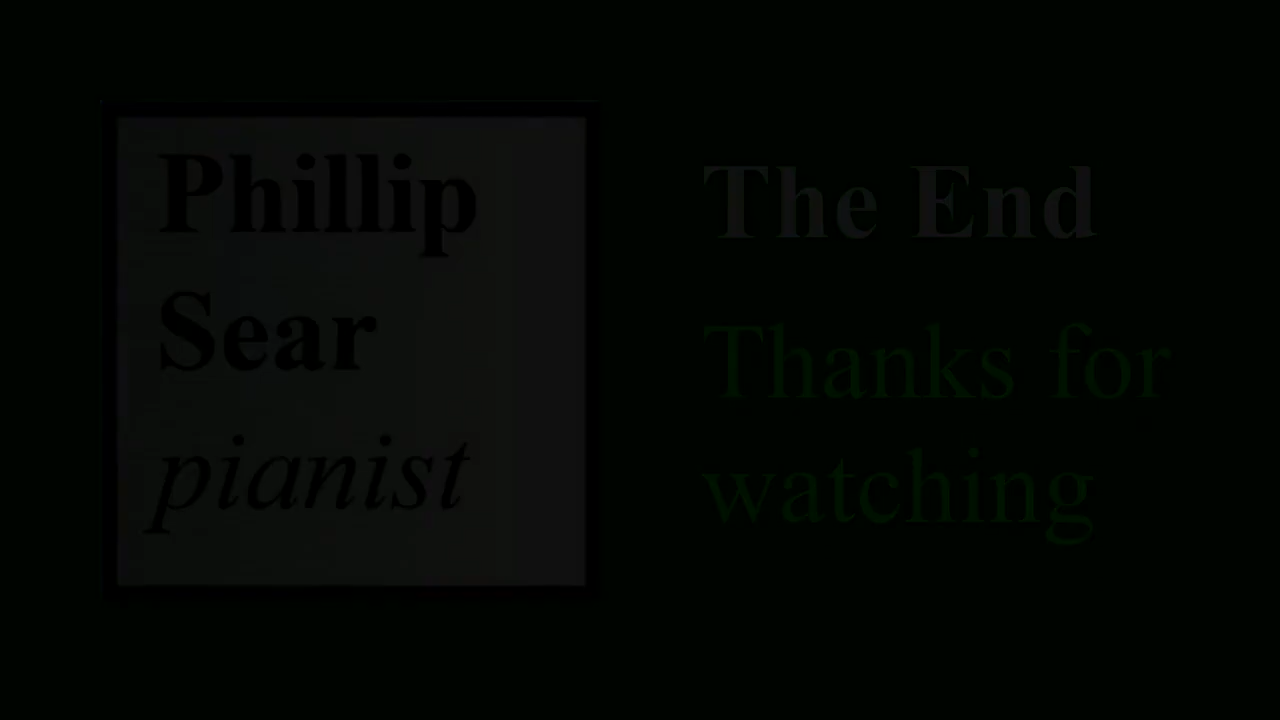 Phillip
Sear
pianist
The End
Thanks for
watching